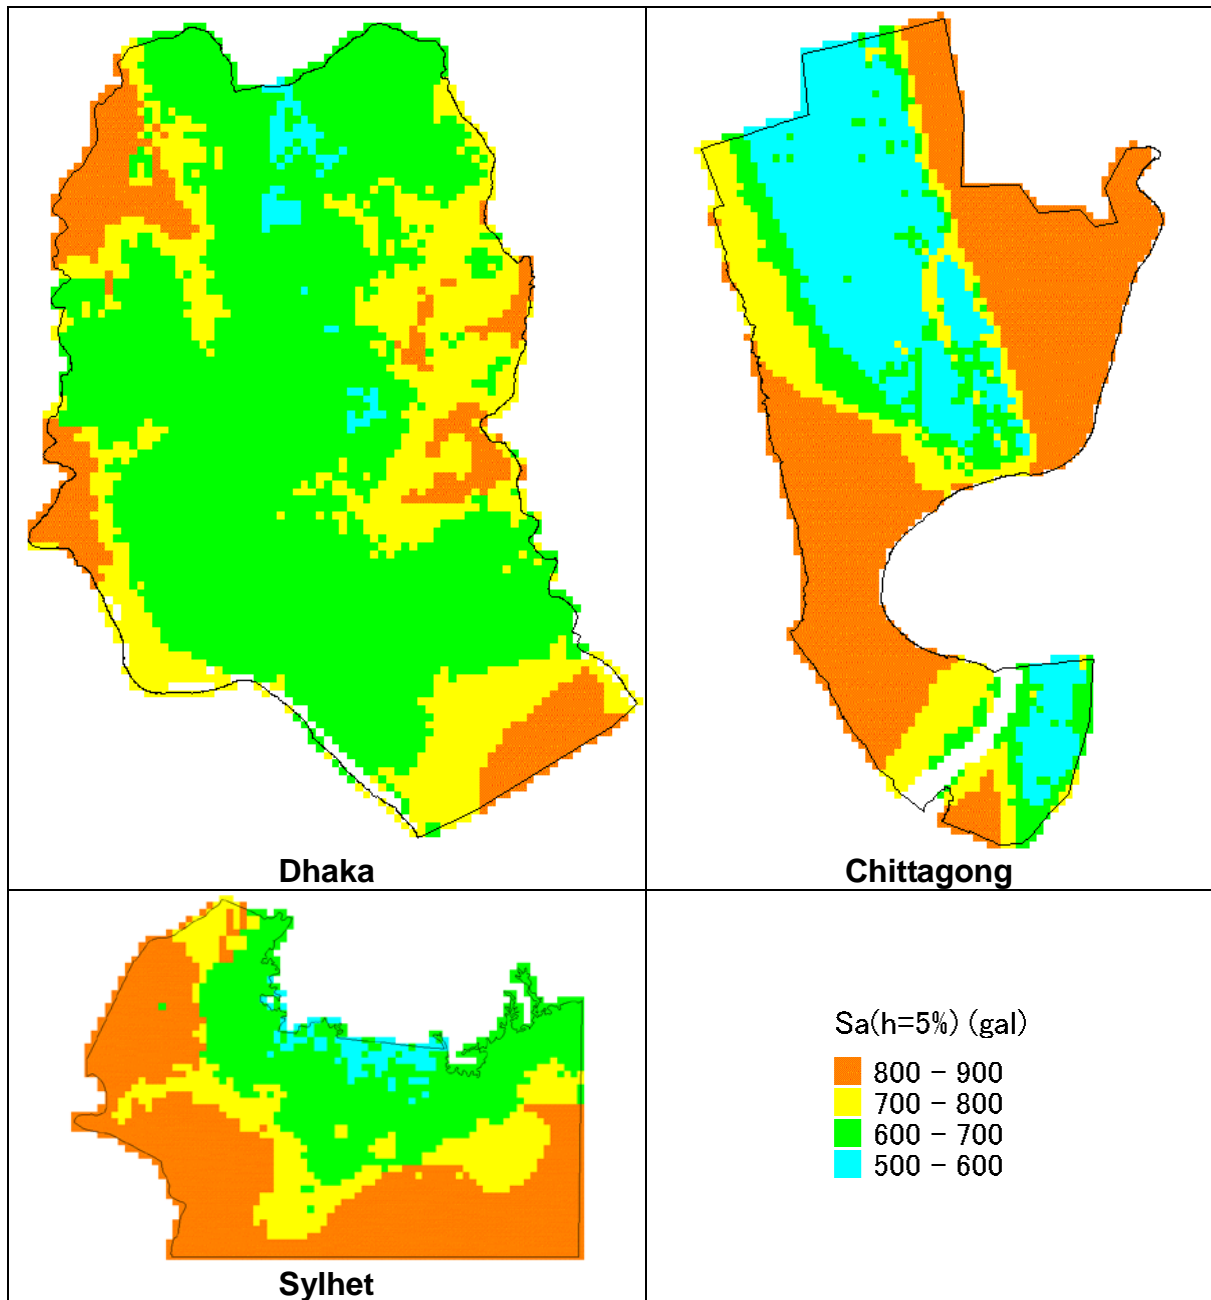 Dhaka
Chittagong
Sylhet
Sa(h=5%) (gal)
800 – 900
700 – 800
600 – 700
500 – 600